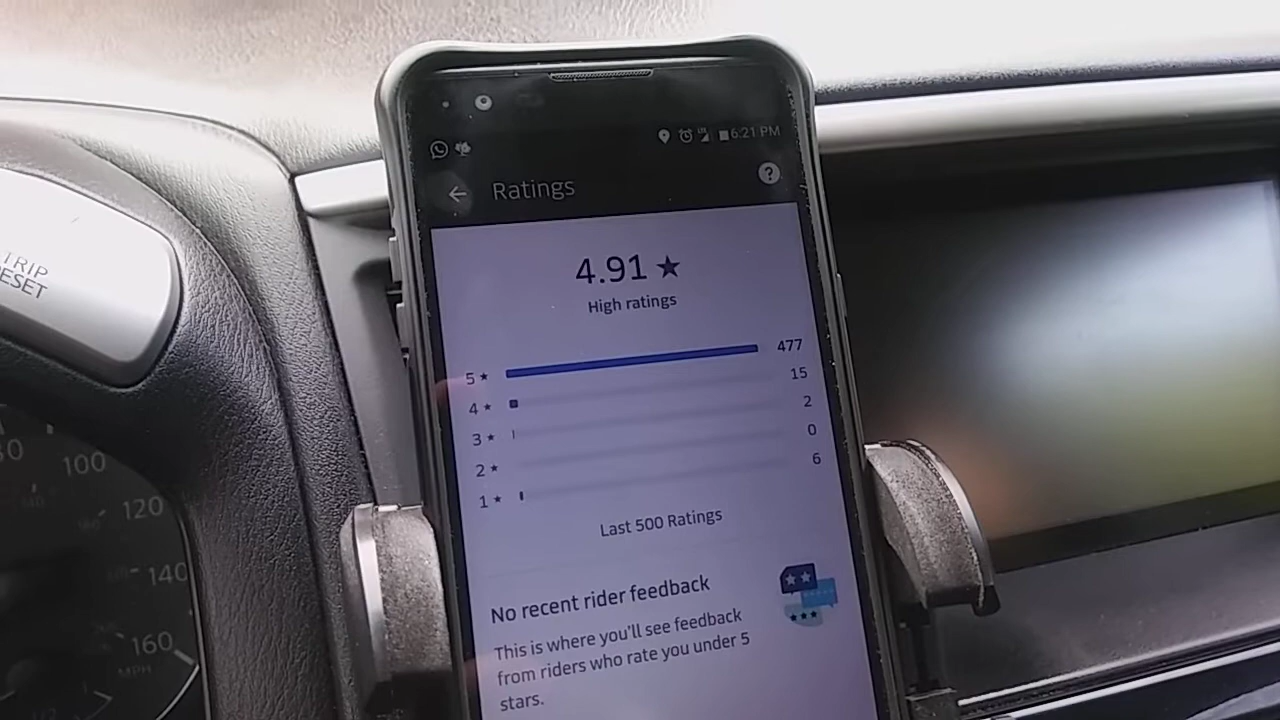 6:21 PM
Ratings
?
4.91 ★
High ratings
5 ★ 477
4 ★ 15
3 ★ 2
2 ★ 0
1 ★ 6
Last 500 Ratings
No recent rider feedback
This is where you'll see feedback
from riders who rate you under 5
stars.
TRIP
RESET
100
120
140
160
MPH